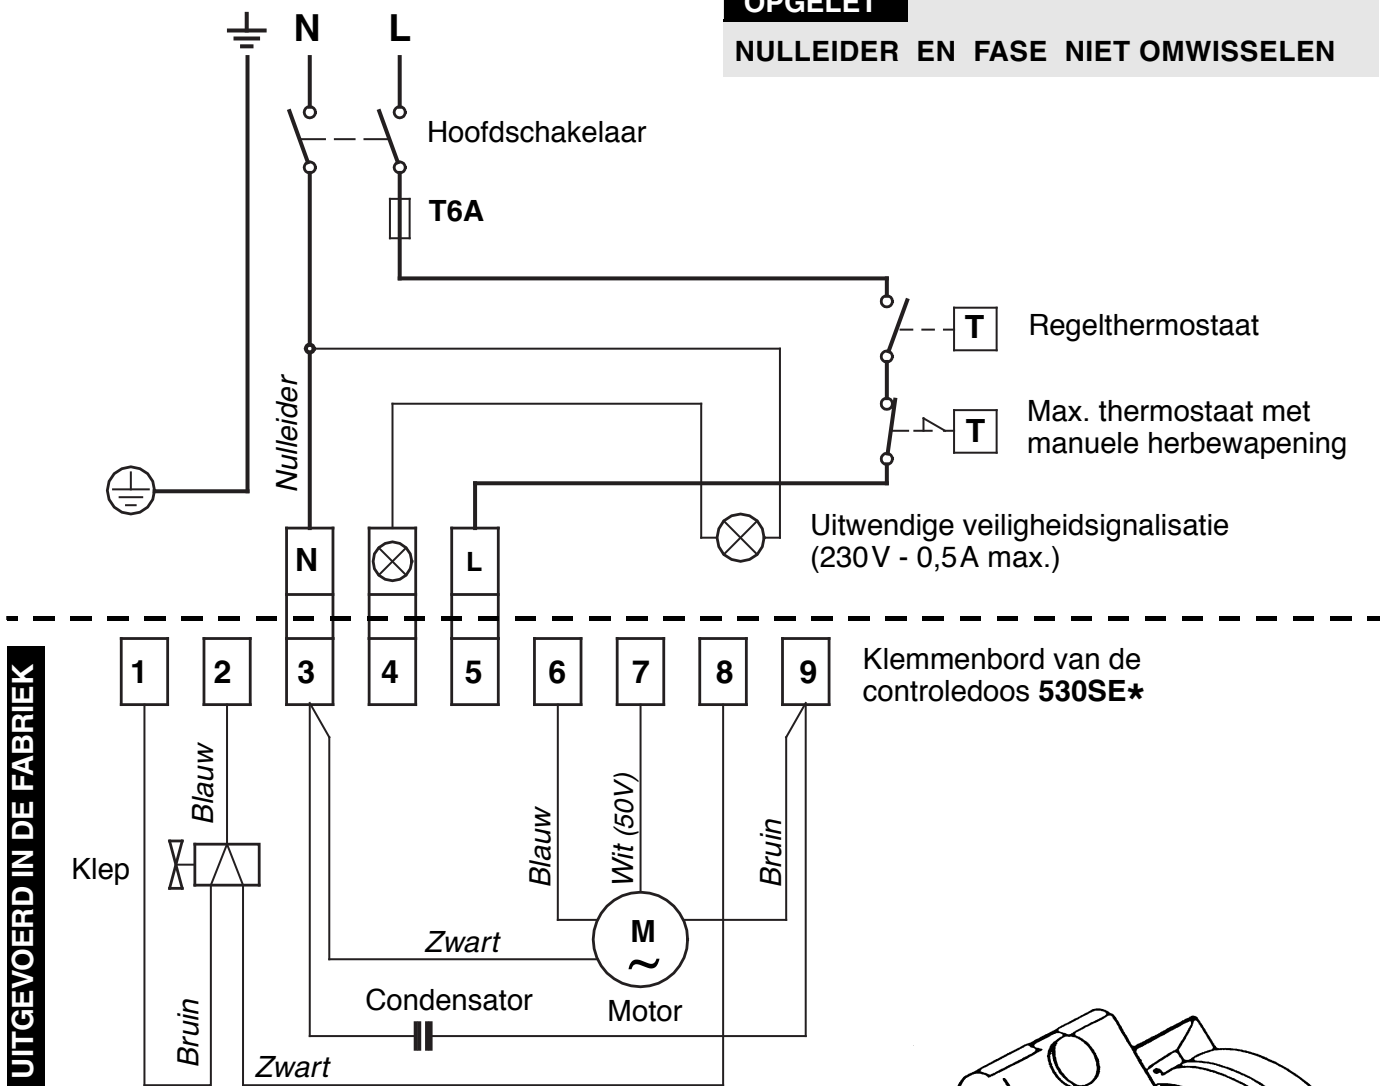 OPGELET
NULLEIDER EN FASE NIET OMWISSELEN
N L
Hoofdschakelaar
T6A
T Regelthermostaat
Nulleider
T Max. thermostaat met
manuele herbewapening
Uitwendige veiligheidsignalisatie
(230V - 0,5A max.)
N L
1 2 3 4 5 6 7 8 9
Klemmenbord van de
controledoos 530SE*
UITGEVOERD IN DE FABRIEK
Blauw
Klep
Blauw
Wit (50V)
Bruin
M
~
Motor
Zwart
Condensator
Bruin
Zwart